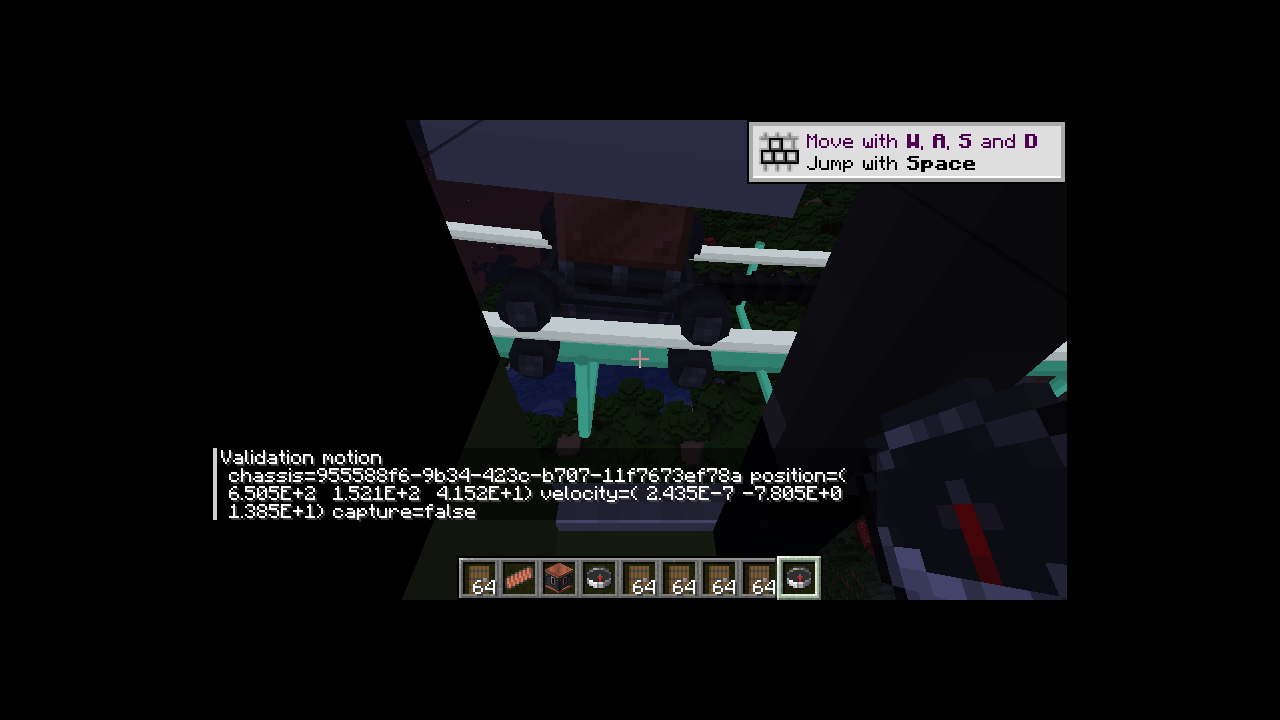 Move with W, A, S and D
Jump with Space
Validation motion
chassis=955588f6-9b34-423c-b707-11f7673ef78a position=(
6.505E+2 1.521E+2 4.152E+1) velocity=( 2.435E-7 -7.805E+0
1.385E+1) capture=false
64 64 64 64 64